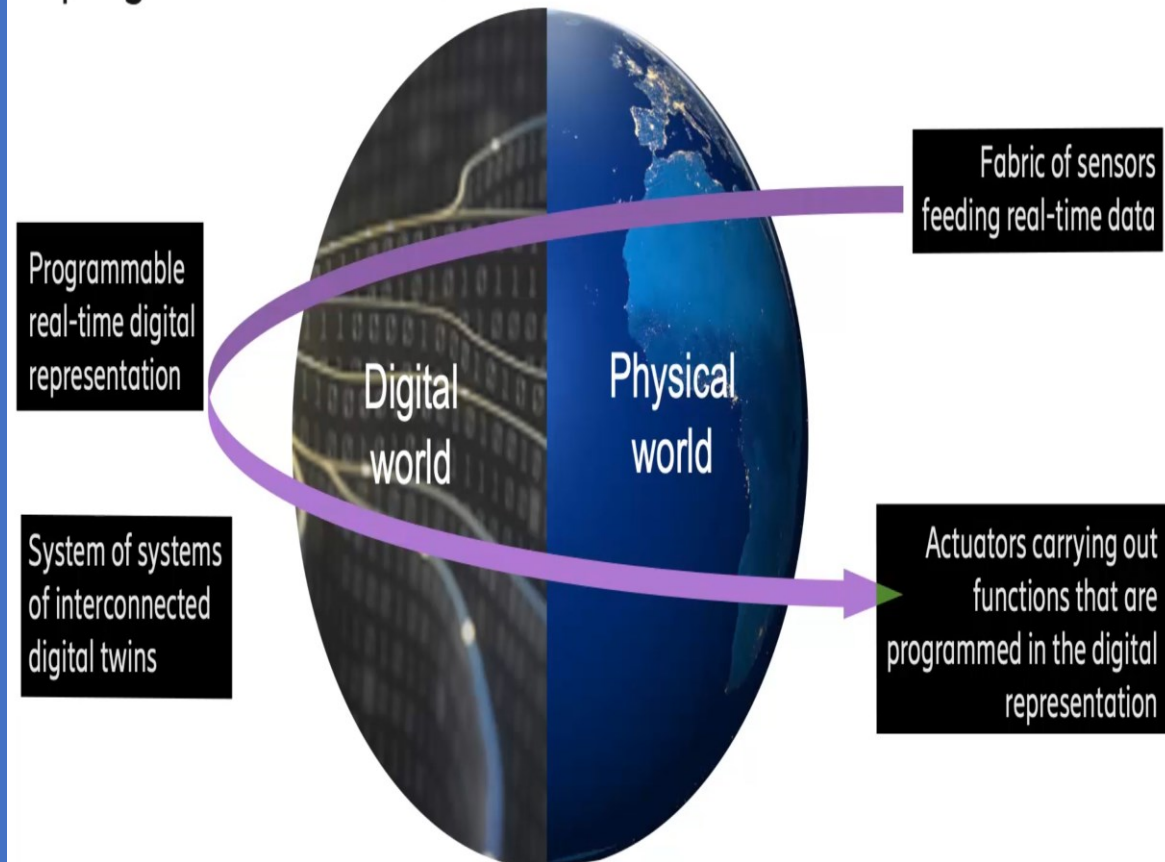 Fabric of sensors
feeding real-time data
Programmable
real-time digital
representation
Digital
world
Physical
world
System of systems
of interconnected
digital twins
Actuators carrying out
functions that are
programmed in the digital
representation